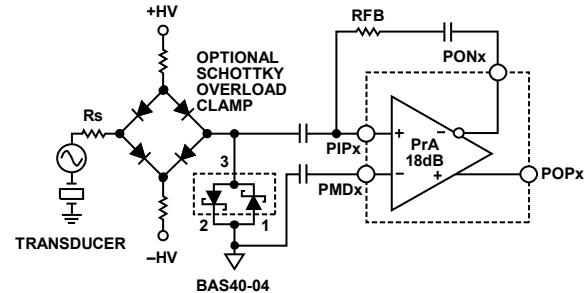 +HV
OPTIONAL
SCHOTTKY
OVERLOAD
CLAMP
RFB
PONx
Rs
3
PIPx
+
−
PrA
18dB
−
+
POPx
PMDx
2
1
TRANSDUCER
−HV
BAS40-04